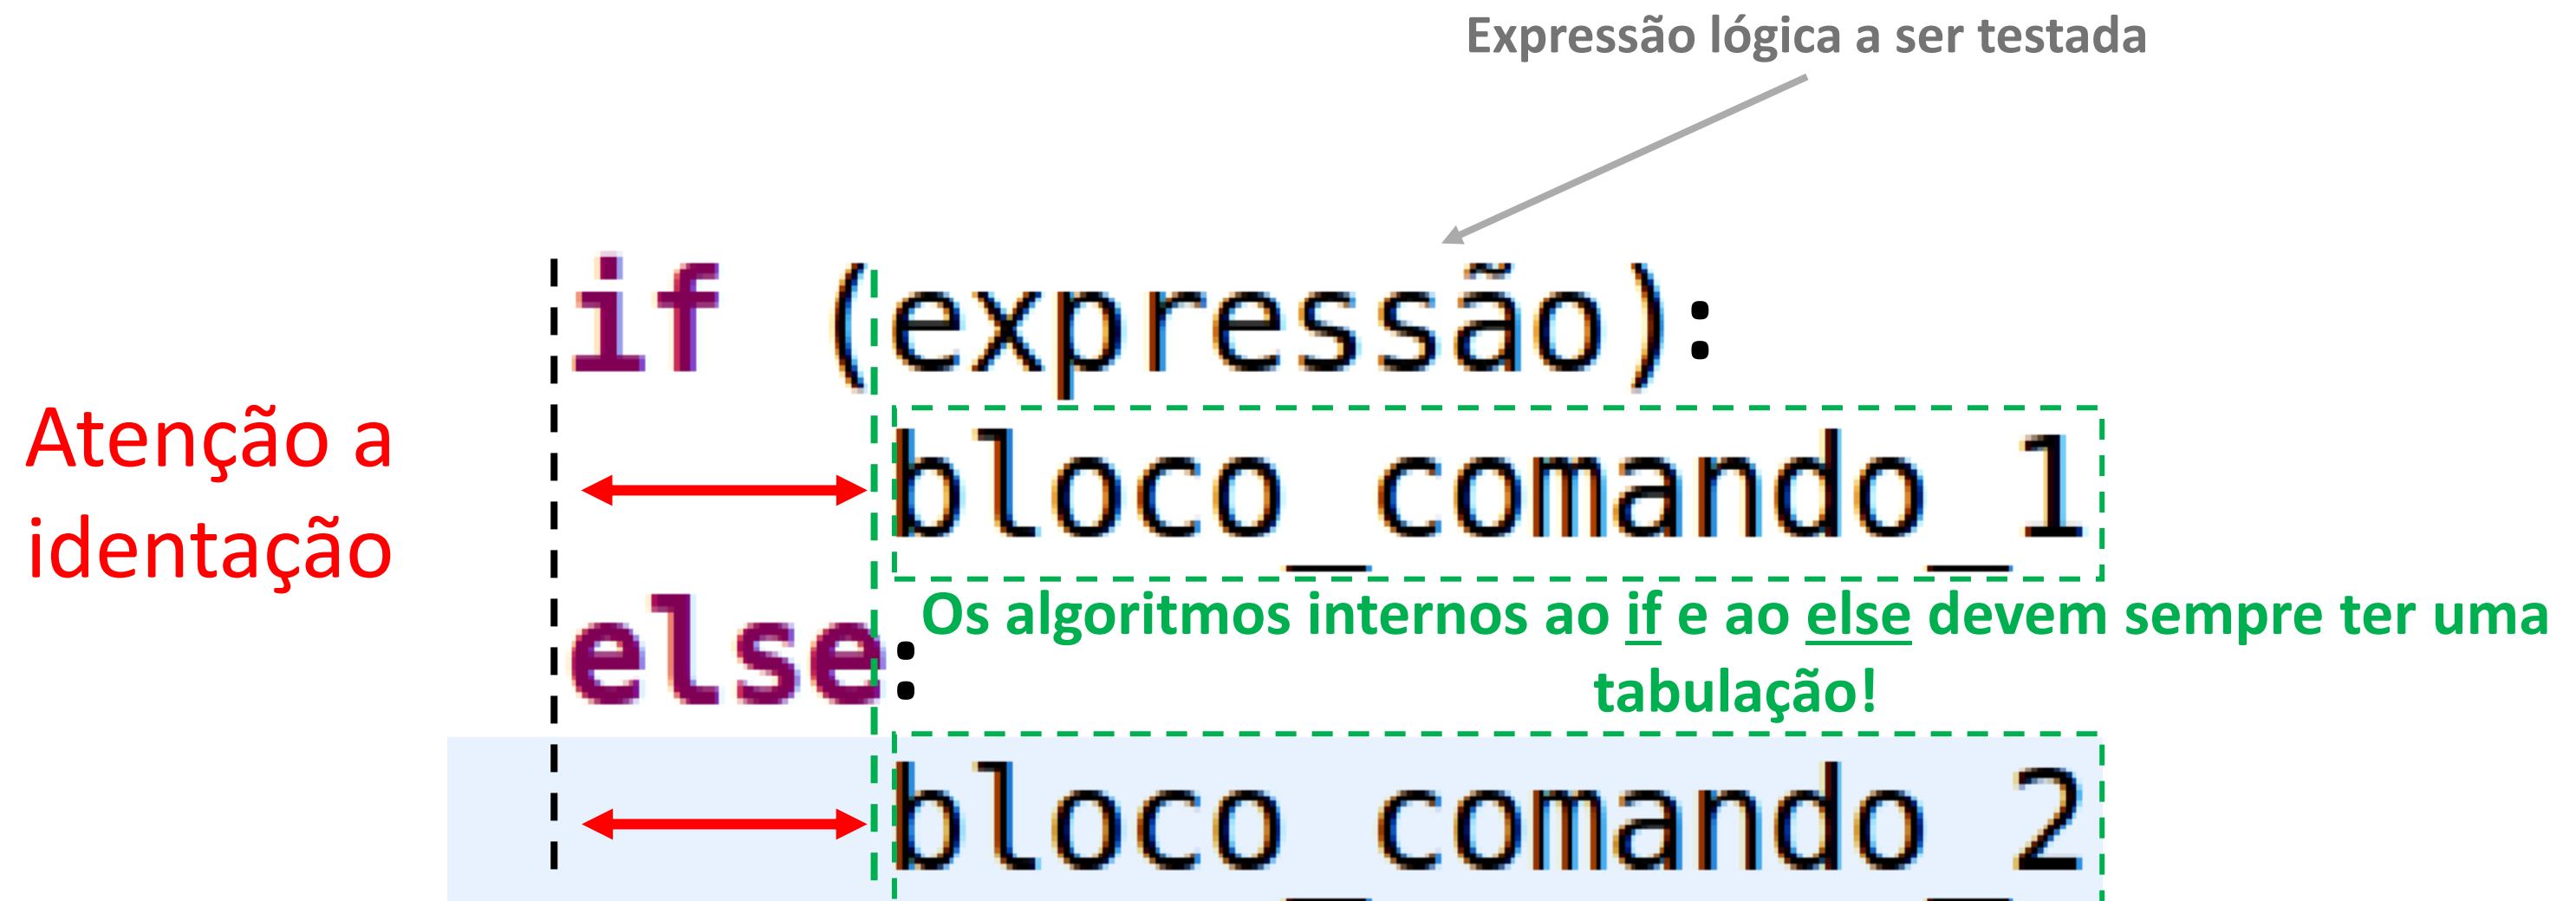 Expressão lógica a ser testada
if (expressão):
Atenção a
identação
bloco_comando_1
Os algoritmos internos ao if e ao else devem sempre ter uma
tabulação!
else:
bloco_comando_2